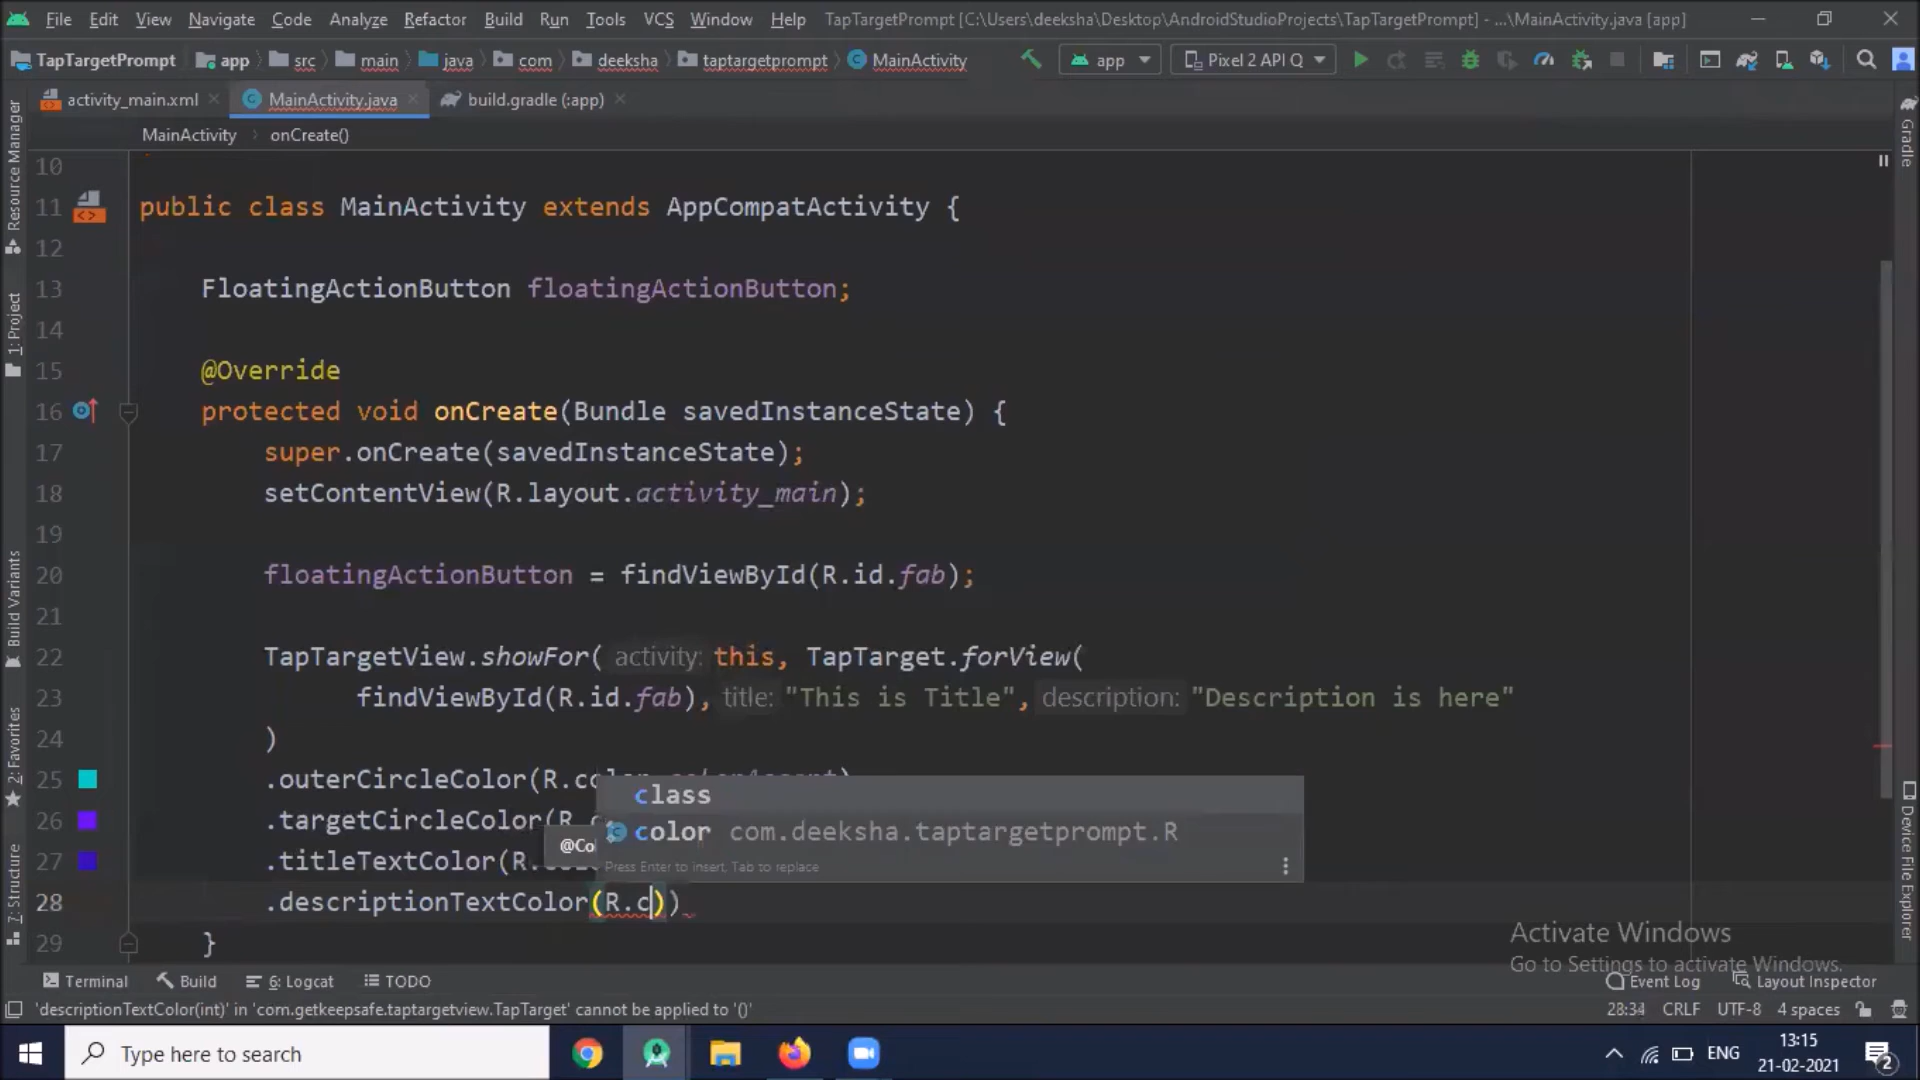 File Edit View Navigate Code Analyze Refactor Build Run Tools VCS Window Help TapTargetPrompt [C:\Users\deeksha\Desktop\AndroidStudioProjects\TapTargetPrompt] - ...\MainActivity.java [app]
TapTargetPrompt app src main java com deeksha taptargetprompt MainActivity app Pixel 2 API Q
activity_main.xml MainActivity.java build.gradle (:app)
MainActivity > onCreate()
Resource Manager
1: Project
Build Variants
2: Favorites
7: Structure
Gradle
Device File Explorer
10
11 public class MainActivity extends AppCompatActivity {
12
13 FloatingActionButton floatingActionButton;
14
15 @Override
16 protected void onCreate(Bundle savedInstanceState) {
17 super.onCreate(savedInstanceState);
18 setContentView(R.layout.activity_main);
19
20 floatingActionButton = findViewById(R.id.fab);
21
22 TapTargetView.showFor( activity: this, TapTarget.forView(
23 findViewById(R.id.fab), title: "This is Title", description: "Description is here"
24 )
25 .outerCircleColor(R.color.colorAccent)
26 .targetCircleColor(R.c
27 .titleTextColor(R.
28 .descriptionTextColor(R.c))
29 }
class
color com.deeksha.taptargetprompt.R
Press Enter to insert, Tab to replace
@Col
Activate Windows
Go to Settings to activate Windows.
Terminal Build 6: Logcat TODO Event Log Layout Inspector
'descriptionTextColor(int)' in 'com.getkeepsafe.taptargetview.TapTarget' cannot be applied to '()' 28:34 CRLF UTF-8 4 spaces
Type here to search
ENG
13:15
21-02-2021
2